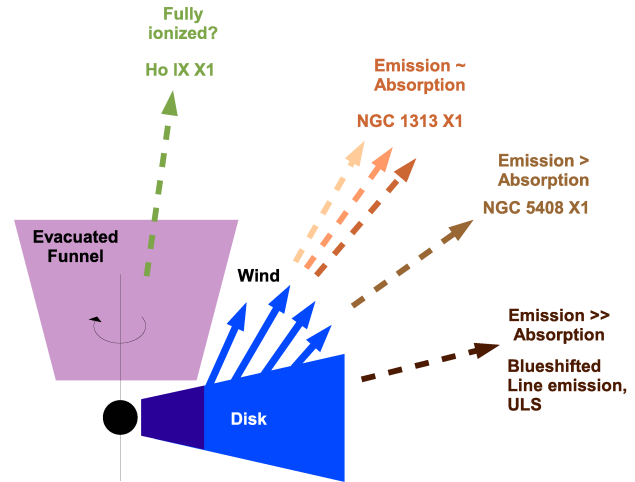 Fully
ionized?
Ho IX X1
Emission ~
Absorption
NGC 1313 X1
Emission >
Absorption
NGC 5408 X1
Evacuated
Funnel
Wind
Emission >>
Absorption
Blueshifted
Line emission,
ULS
Disk